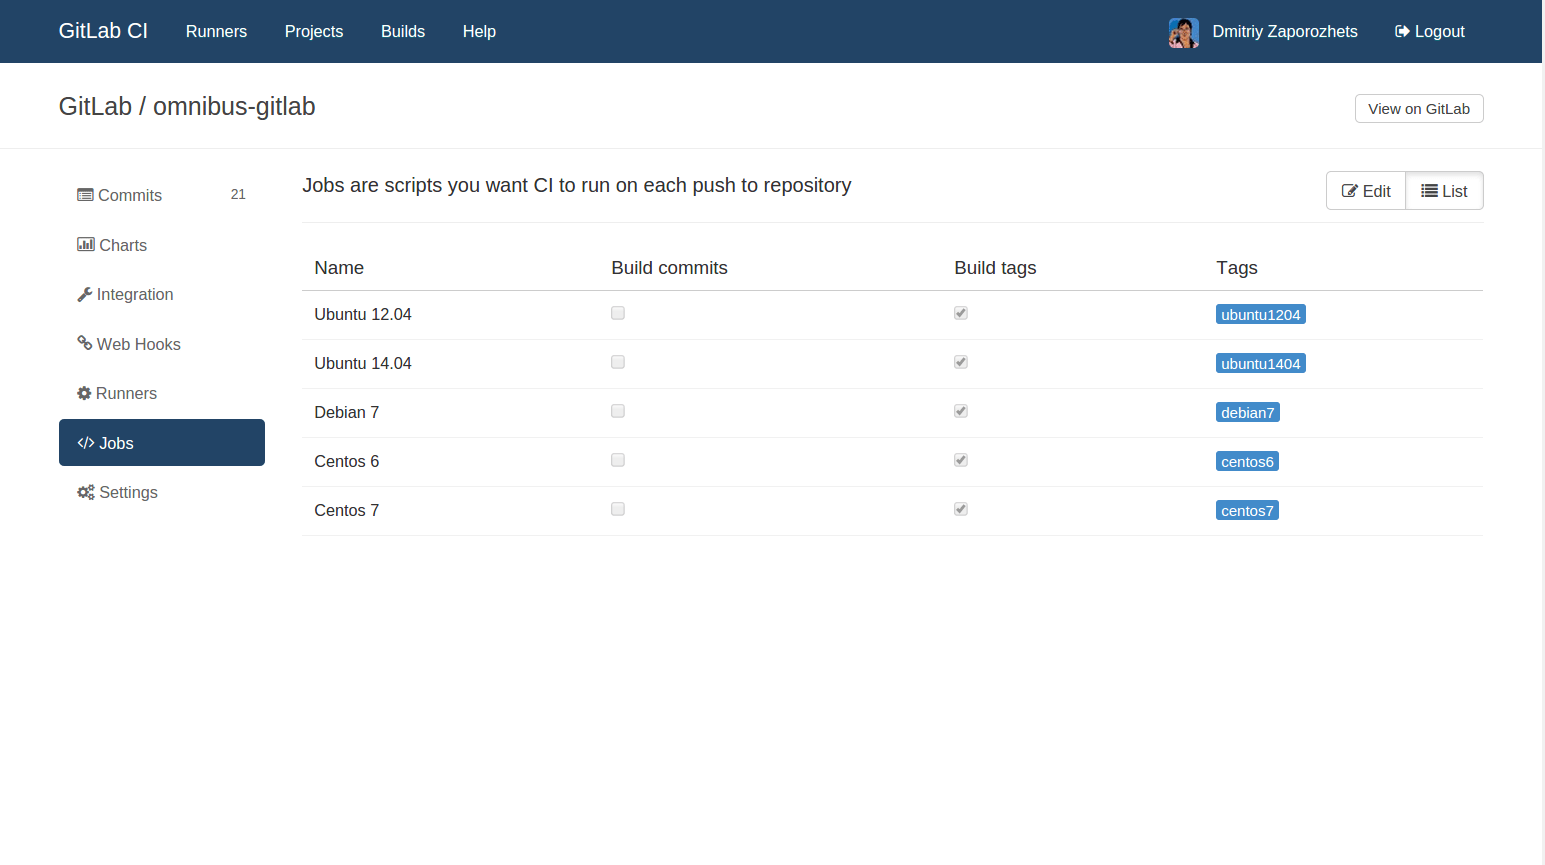 GitLab CI Runners Projects Builds Help Dmitriy Zaporozhets Logout
GitLab / omnibus-gitlab View on GitLab
Commits 21
Charts
Integration
Web Hooks
Runners
Jobs
Settings
Jobs are scripts you want CI to run on each push to repository Edit List
Name Build commits Build tags Tags
Ubuntu 12.04 ubuntu1204
Ubuntu 14.04 ubuntu1404
Debian 7 debian7
Centos 6 centos6
Centos 7 centos7